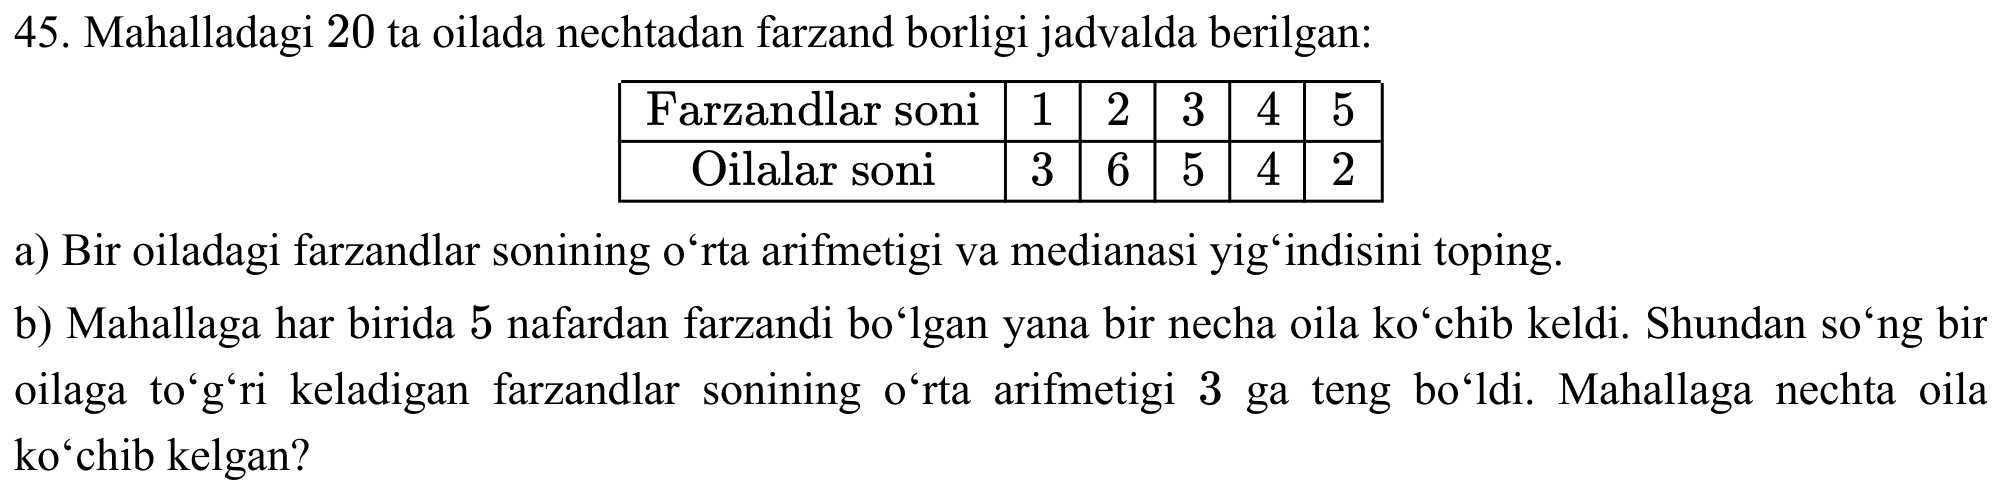 45. Mahalladagi 20 ta oilada nechtadan farzand borligi jadvalda berilgan:
Farzandlar soni 1 2 3 4 5
Oilalar soni 3 6 5 4 2
a) Bir oiladagi farzandlar sonining o‘rta arifmetigi va medianasi yig‘indisini toping.
b) Mahallaga har birida 5 nafardan farzandi bo‘lgan yana bir necha oila ko‘chib keldi. Shundan so‘ng bir
oilaga to‘g‘ri keladigan farzandlar sonining o‘rta arifmetigi 3 ga teng bo‘ldi. Mahallaga nechta oila
ko‘chib kelgan?